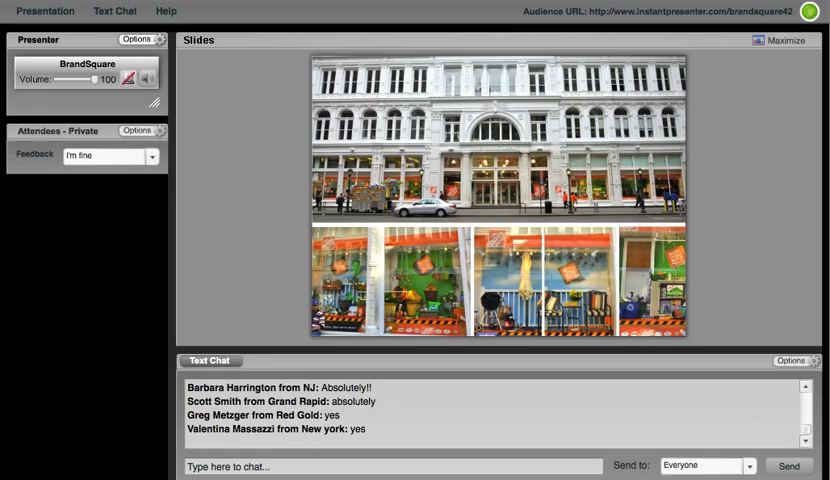 Presentation
Text Chat
Help
Audience URL: http://www.instantpresenter.com/brandsquare42
Presenter
Options
BrandSquare
Volume:
100
Attendees - Private
Options
Feedback
I'm fine
Slides
Maximize
Text Chat
Options
Barbara Harrington from NJ: Absolutely!!
Scott Smith from Grand Rapid: absolutely
Greg Metzger from Red Gold: yes
Valentina Massazzi from New york: yes
Type here to chat...
Send to:
Everyone
Send